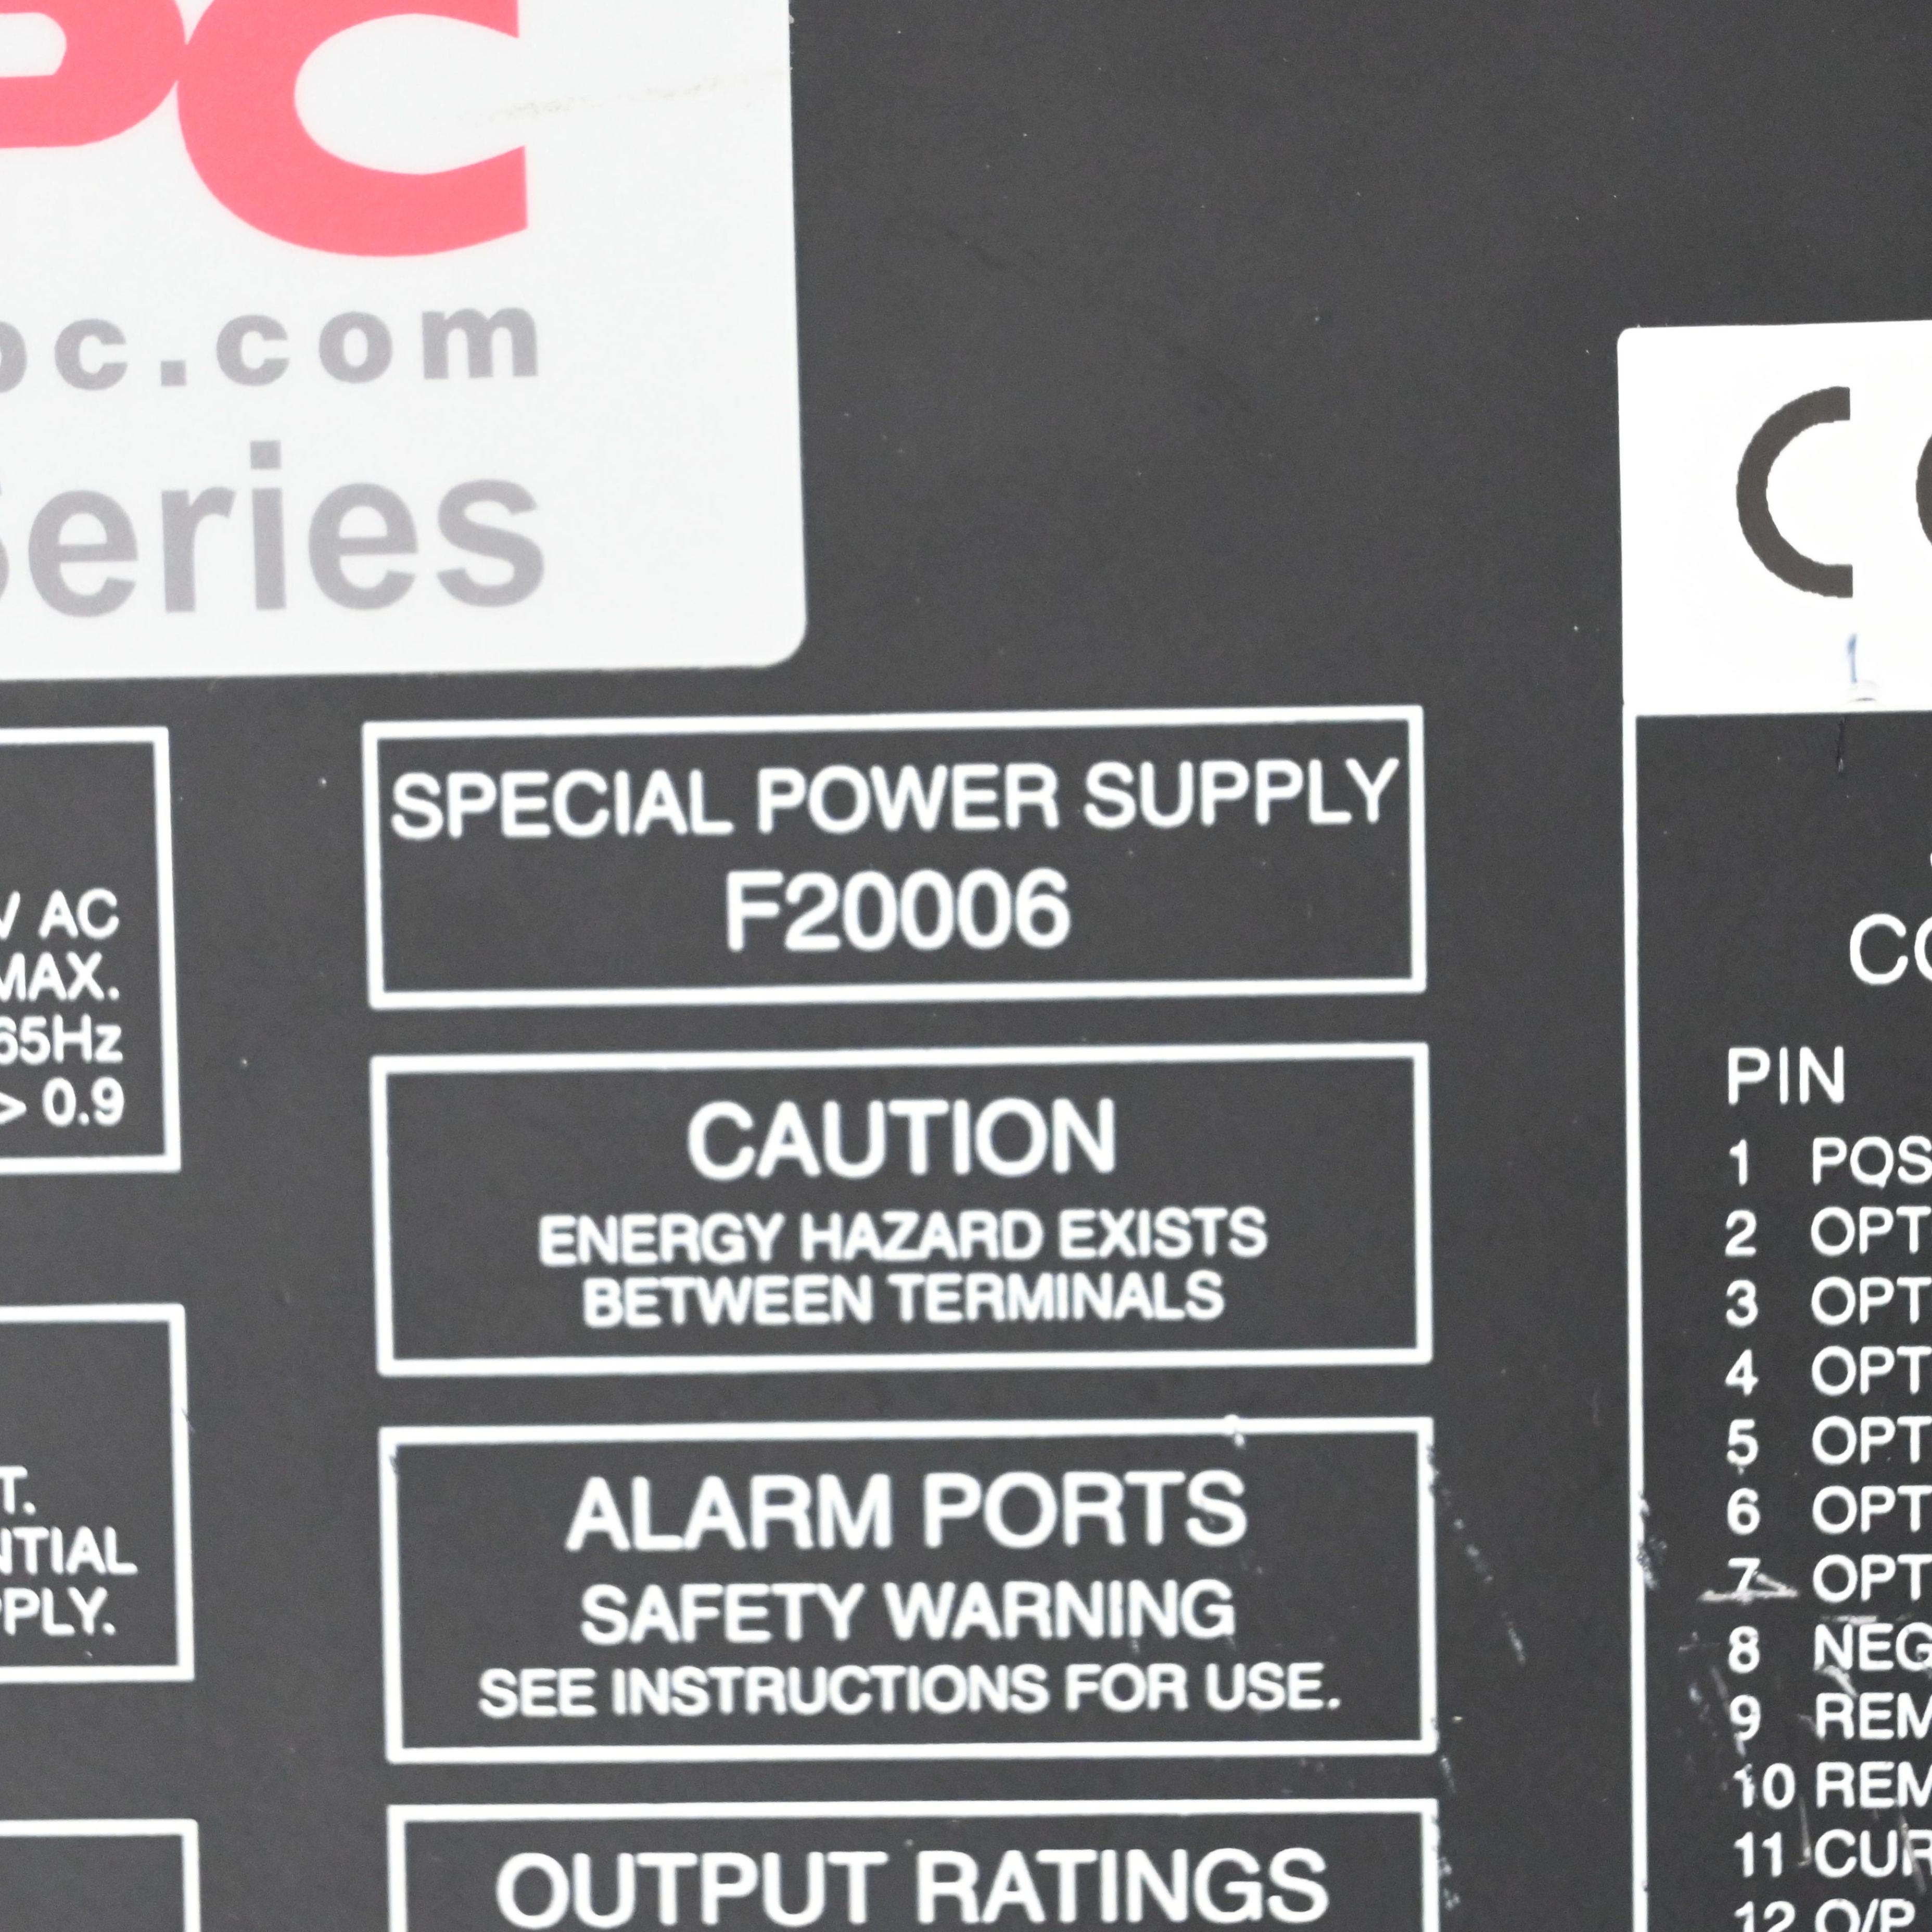 PC
pc.com
Series
CE
V AC
MAX.
65Hz
> 0.9
T.
NTIAL
PPLY.
SPECIAL POWER SUPPLY
F20006
CAUTION
ENERGY HAZARD EXISTS
BETWEEN TERMINALS
ALARM PORTS
SAFETY WARNING
SEE INSTRUCTIONS FOR USE.
OUTPUT RATINGS
CO
PIN
1 POS
2 OPT
3 OPT
4 OPT
5 OPT
6 OPT
7 OPT
8 NEG
9 REM
10 REM
11 CUR
12 O/P